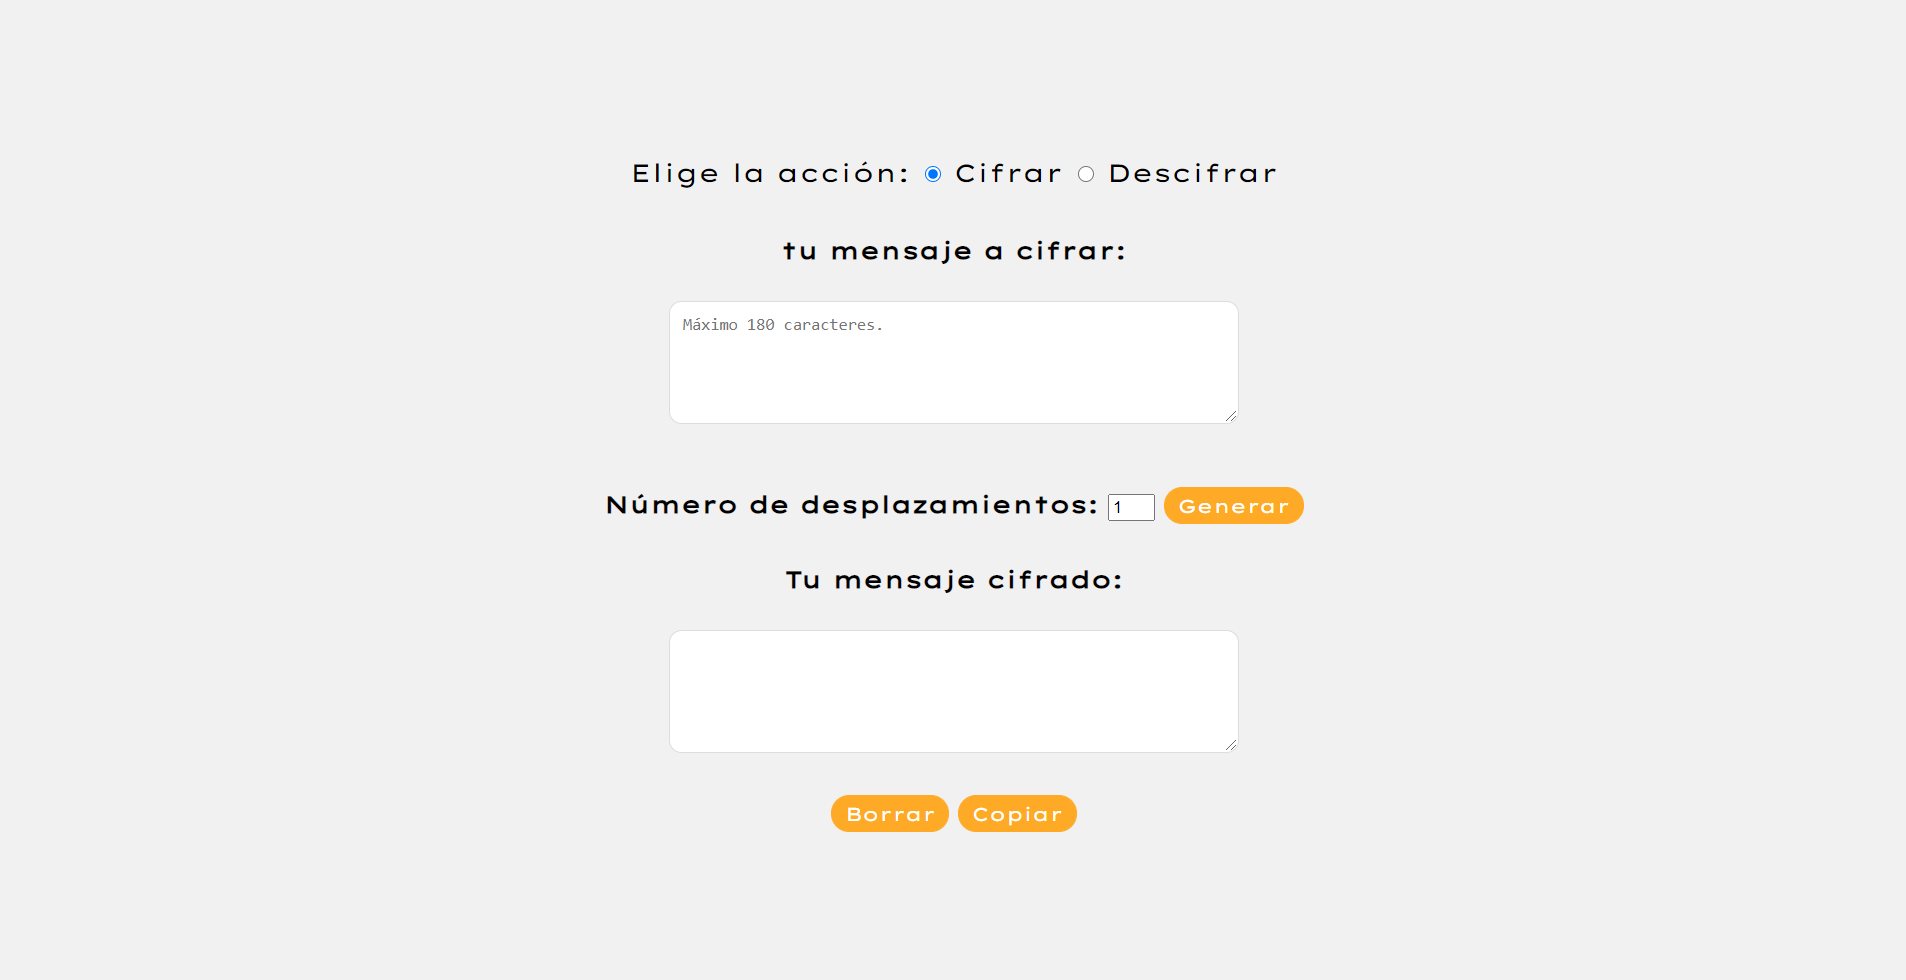 Elige la acción: Cifrar Descifrar
tu mensaje a cifrar:
Máximo 180 caracteres.
Número de desplazamientos: 1 Generar
Tu mensaje cifrado:
Borrar Copiar